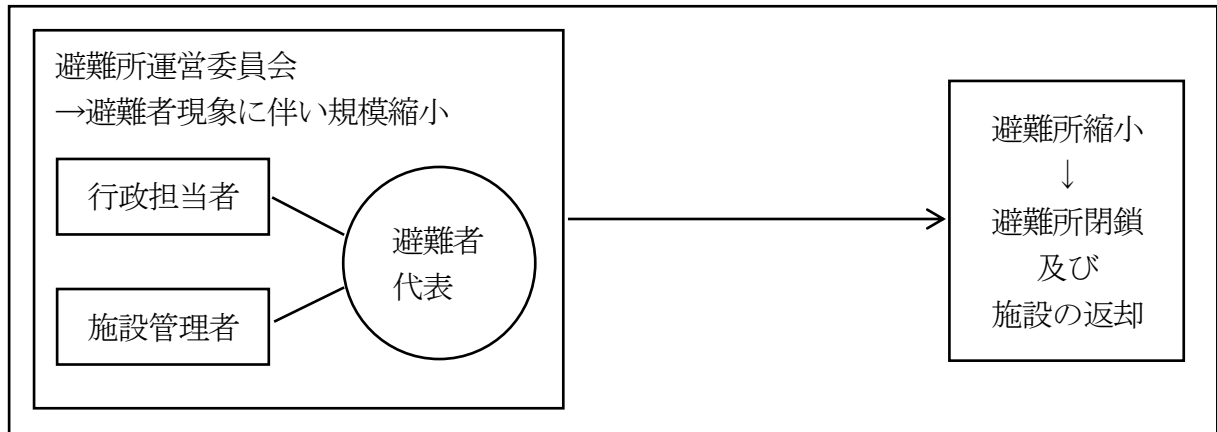 避難所運営委員会
→避難者現象に伴い規模縮小
行政担当者
施設管理者
避難者
代表
避難所縮小
↓
避難所閉鎖
及び
施設の返却